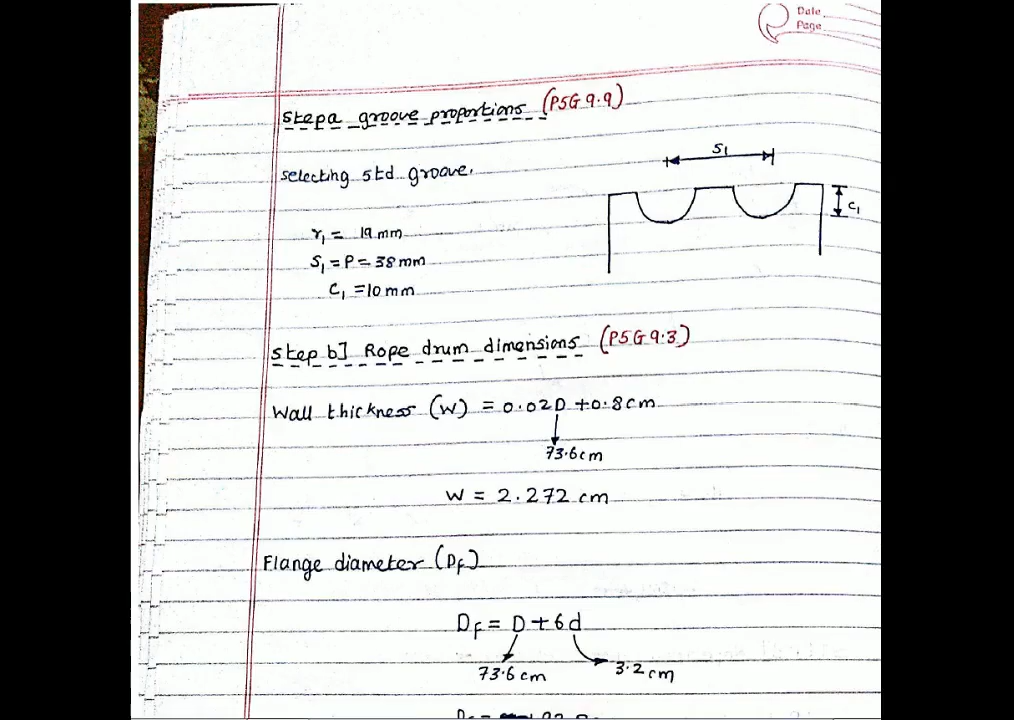 Date
Page
Step a groove proportions (PSG 9.9)
selecting std groove.
S₁
C₁
r₁ = 19 mm
S₁ = P = 38 mm
C₁ = 10 mm
Step b] Rope drum dimensions (PSG 9.3)
Wall thickness (W) = 0.02D + 0.8cm
73.6cm
W = 2.272 cm
Flange diameter (DF)
DF = D + 6d
73.6 cm 3.2 cm